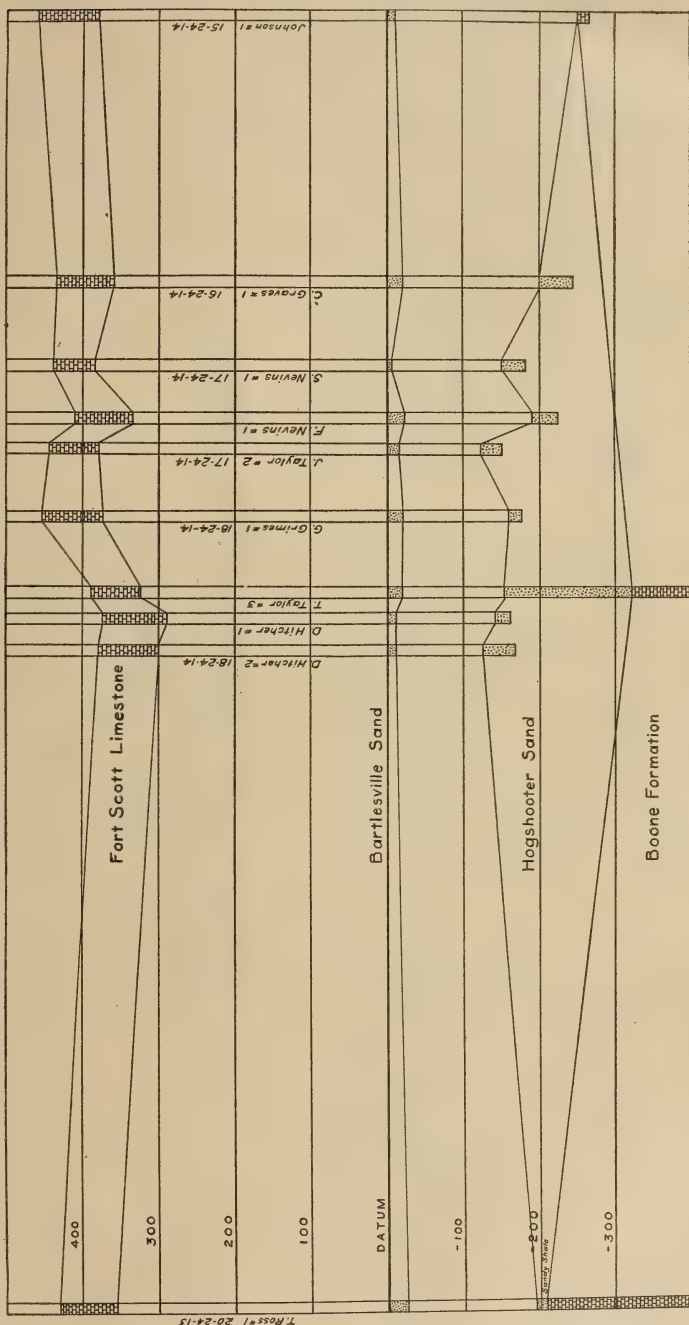 Johnson #1 15-24-14
C. Graves #1 16-24-14
S. Nevins #1 17-24-14
F. Nevins #1
J. Taylor #2 17-24-14
G. Grimes #1 18-24-14
T. Taylor #3
D. Hitcher #1
D. Hitcher #2 18-24-14
T. Ross #1 20-24-13
Fort Scott Limestone
Bartlesville Sand
Hogshooter Sand
Boone Formation
400
300
200
100
DATUM
-100
-200
Sandy Shale
-300